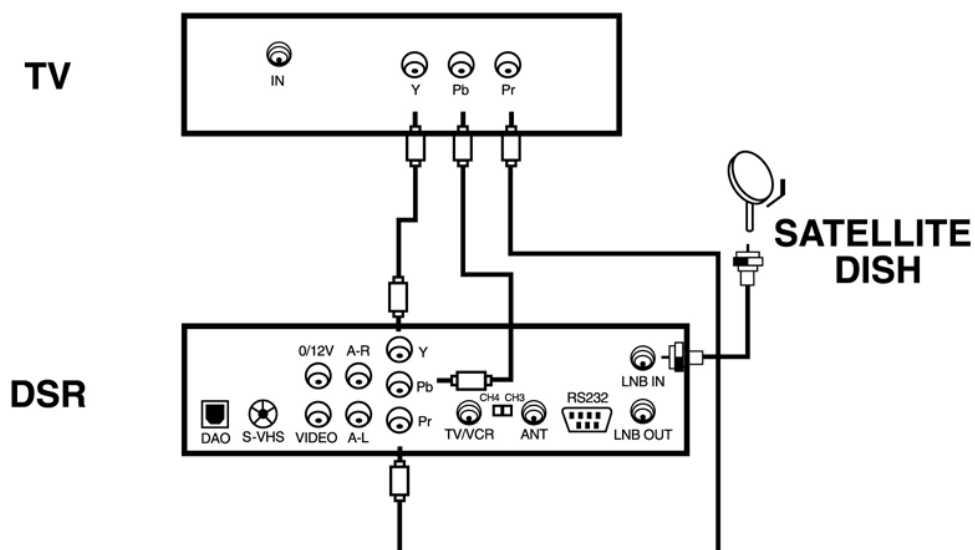 TV
IN
Y Pb Pr
SATELLITE
DISH
DSR
0/12V A-R Y
LNB IN
Pb
CH4 CH3
RS232
Pr
DAO S-VHS VIDEO A-L TV/VCR ANT LNB OUT